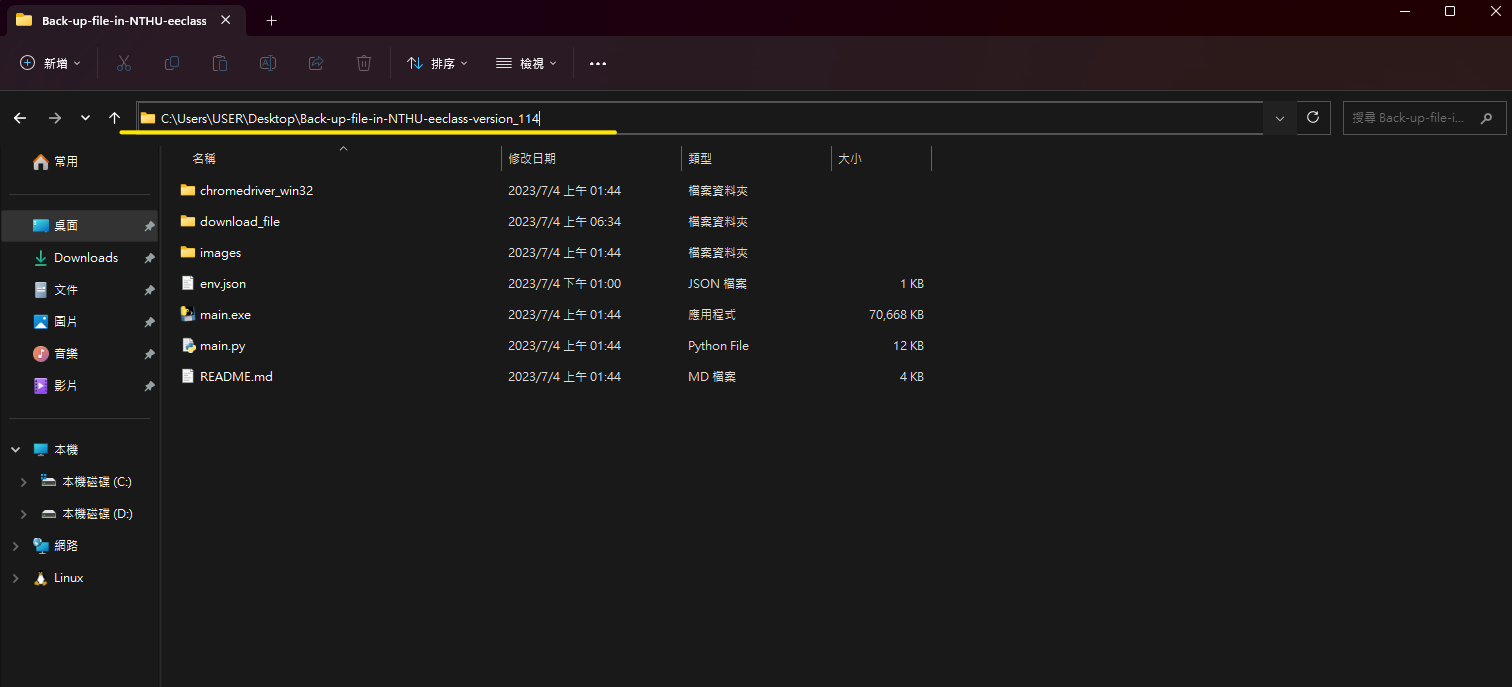 Back-up-file-in-NTHU-eeclass
新增
排序
檢視
C:\Users\USER\Desktop\Back-up-file-in-NTHU-eeclass-version_114
搜尋 Back-up-file-i...
常用
桌面
Downloads
文件
圖片
音樂
影片
本機
本機磁碟 (C:)
本機磁碟 (D:)
網路
Linux
名稱 修改日期 類型 大小
chromedriver_win32 2023/7/4 上午 01:44 檔案資料夾
download_file 2023/7/4 上午 06:34 檔案資料夾
images 2023/7/4 上午 01:44 檔案資料夾
env.json 2023/7/4 下午 01:00 JSON 檔案 1 KB
main.exe 2023/7/4 上午 01:44 應用程式 70,668 KB
main.py 2023/7/4 上午 01:44 Python File 12 KB
README.md 2023/7/4 上午 01:44 MD 檔案 4 KB